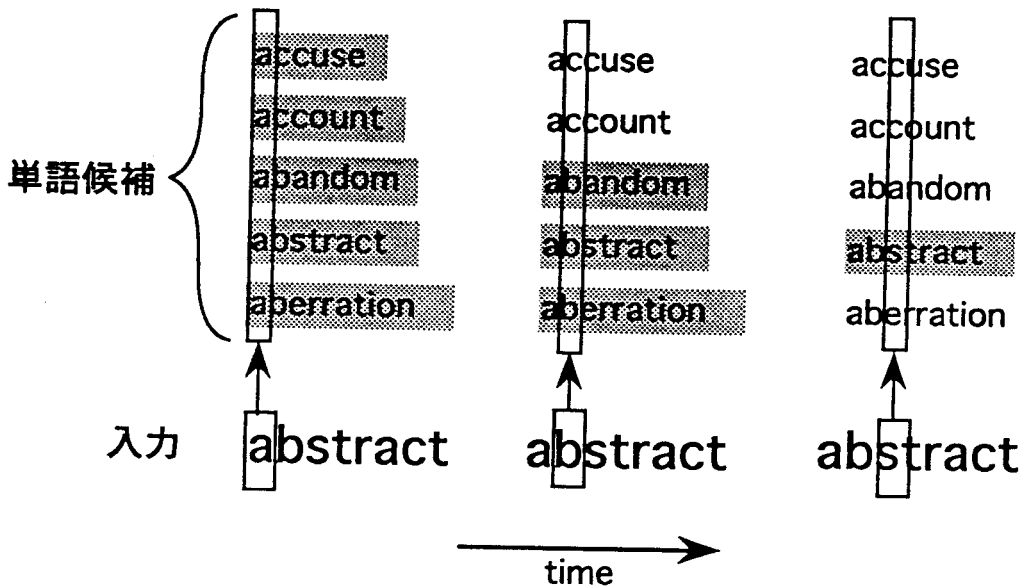 単語候補
accuse
account
abandom
abstract
aberration
accuse
account
abandom
abstract
aberration
accuse
account
abandom
abstract
aberration
入力
abstract
abstract
abstract
time